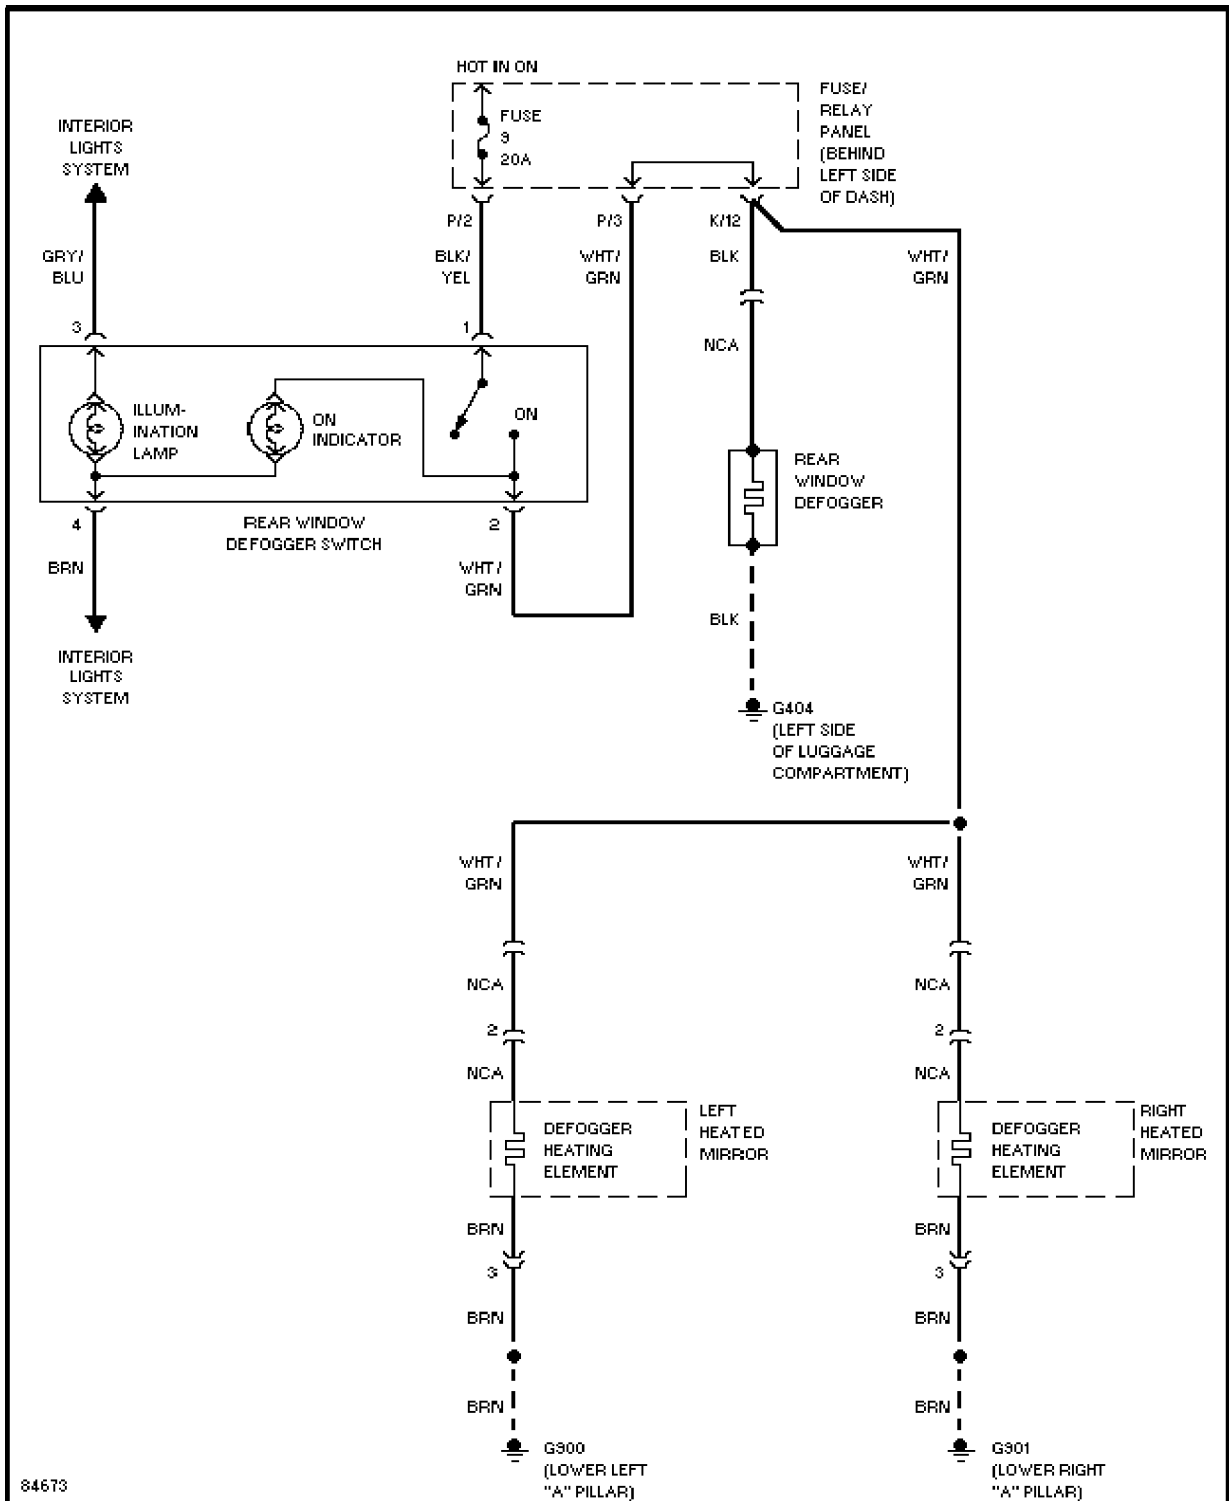 HOT IN ON
FUSE
9
20A
FUSE/
RELAY
PANEL
(BEHIND
LEFT SIDE
OF DASH)
INTERIOR
LIGHTS
SYSTEM
P/2
P/3
K/12
GRY/
BLU
BLK/
YEL
WHT/
GRN
BLK
WHT/
GRN
3
1
NCA
ILLUM-
INATION
LAMP
ON
INDICATOR
ON
REAR
WINDOW
DEFOGGER
4
REAR WINDOW
DEFOGGER SWITCH
2
BRN
WHT/
GRN
BLK
INTERIOR
LIGHTS
SYSTEM
G404
(LEFT SIDE
OF LUGGAGE
COMPARTMENT)
WHT/
GRN
WHT/
GRN
NCA
NCA
2
2
NCA
NCA
DEFOGGER
HEATING
ELEMENT
LEFT
HEATED
MIRROR
DEFOGGER
HEATING
ELEMENT
RIGHT
HEATED
MIRROR
BRN
BRN
3
3
BRN
BRN
BRN
BRN
G300
(LOWER LEFT
"A" PILLAR)
G301
(LOWER RIGHT
"A" PILLAR)
84673